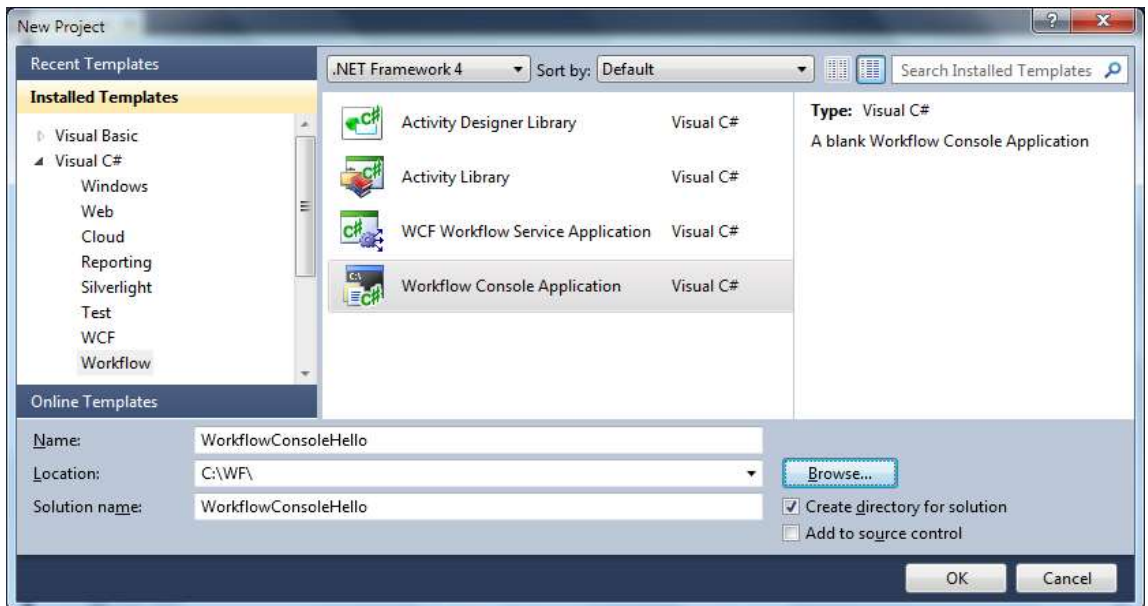 New Project
Recent Templates
Installed Templates
Visual Basic
Visual C#
Windows
Web
Cloud
Reporting
Silverlight
Test
WCF
Workflow
Online Templates
.NET Framework 4
Sort by: Default
Search Installed Templates
Activity Designer Library Visual C#
Activity Library Visual C#
WCF Workflow Service Application Visual C#
Workflow Console Application Visual C#
Type: Visual C#
A blank Workflow Console Application
Name: WorkflowConsoleHello
Location: C:\WF\
Browse...
Solution name: WorkflowConsoleHello
Create directory for solution
Add to source control
OK Cancel